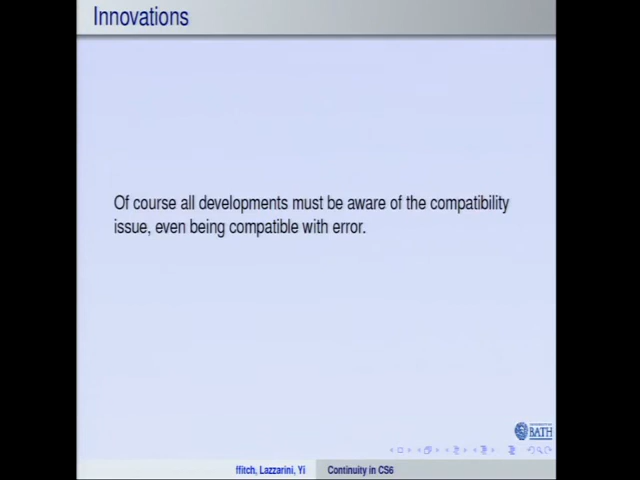 Innovations
Of course all developments must be aware of the compatibility
issue, even being compatible with error.
BATH
ffitch, Lazzarini, Yi
Continuity in CS6